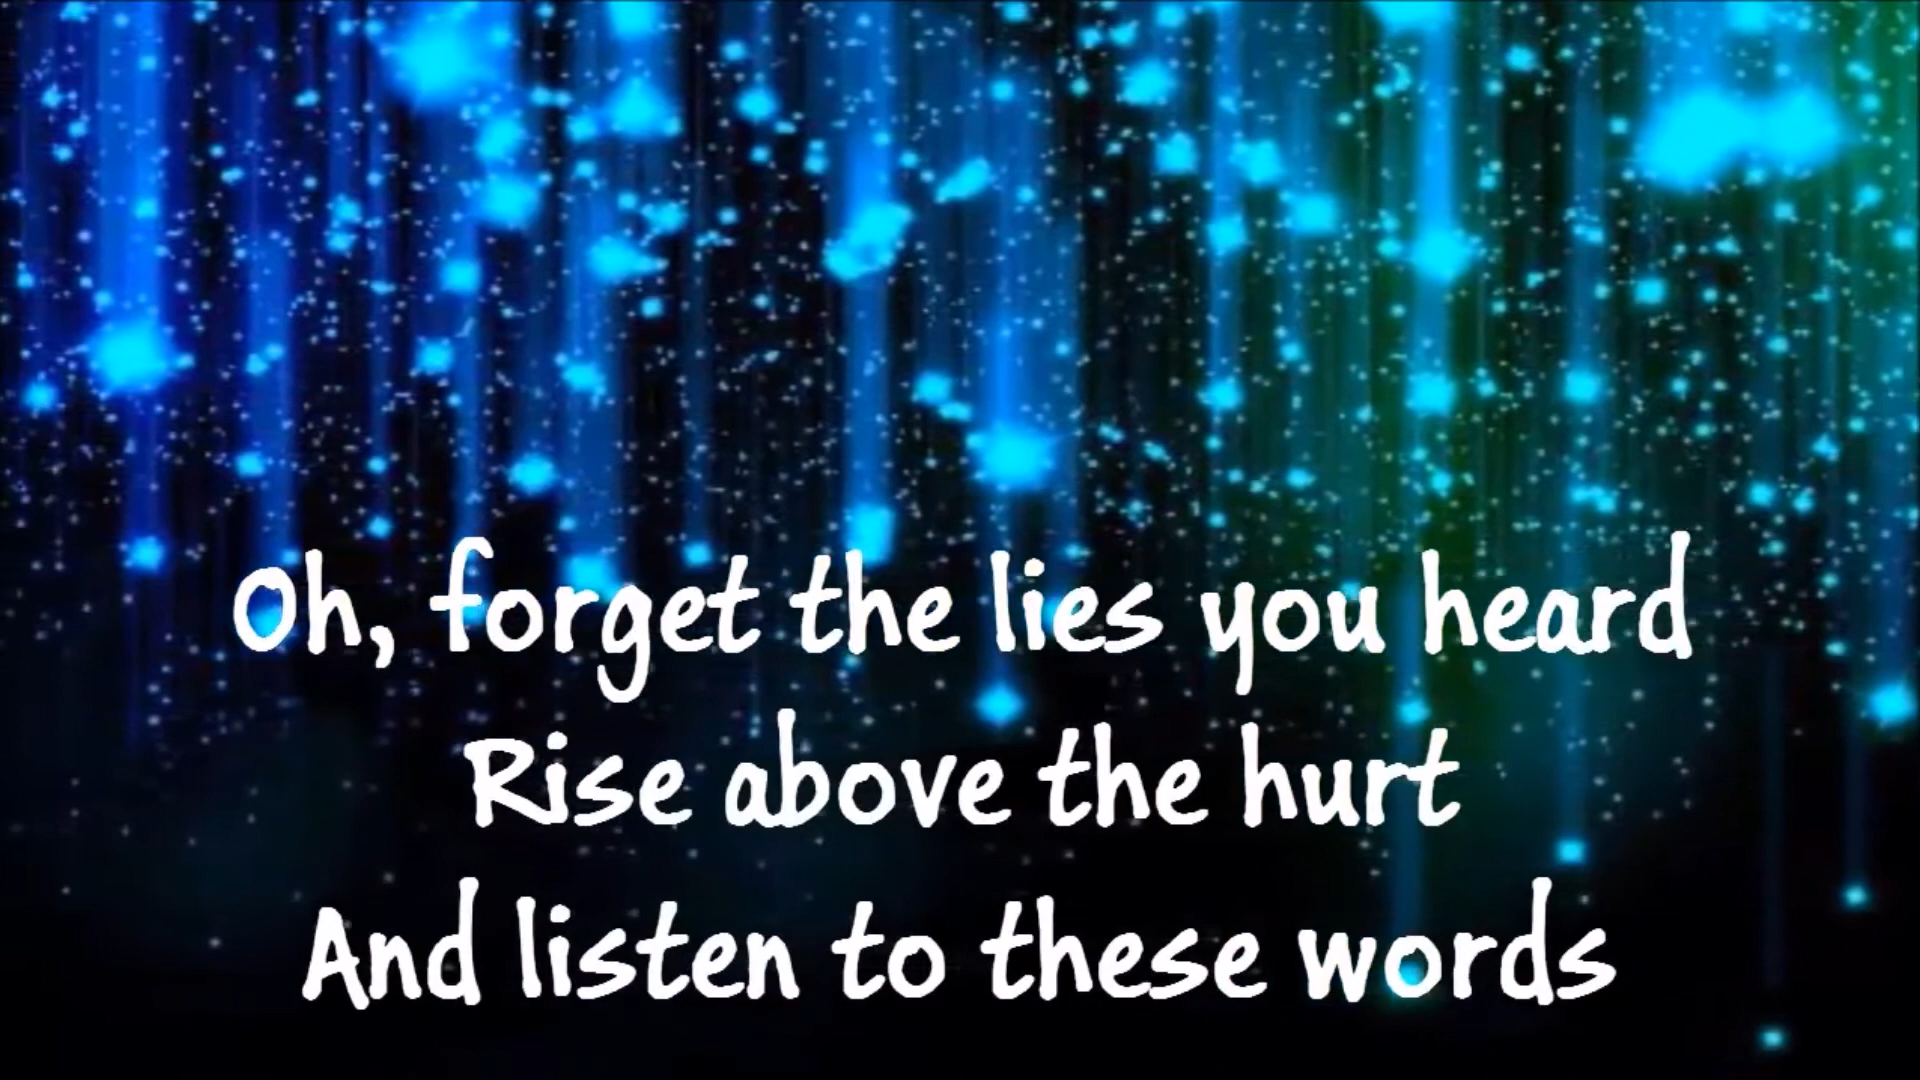 Oh, forget the lies you heard
Rise above the hurt
And listen to these words